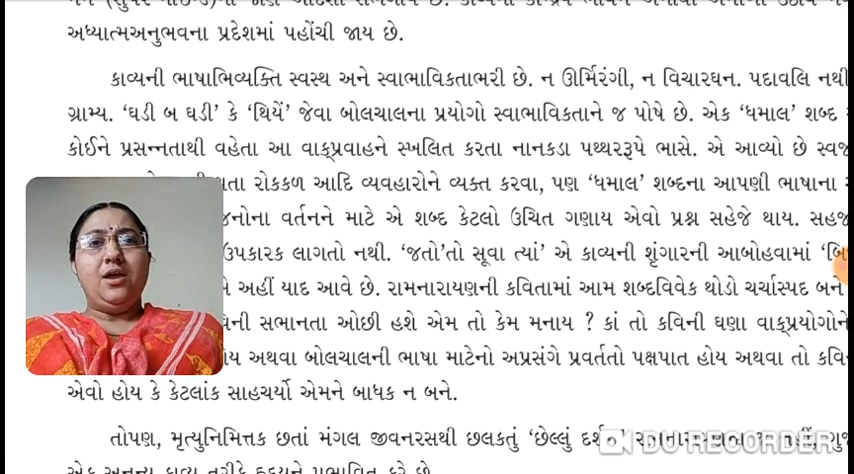 અધ્યાત્મઅનુભવના પ્રદેશમાં પહોંચી જાય છે.
કાવ્યની ભાષાભિવ્યક્તિ સ્વસ્થ અને સ્વાભાવિકતાભરી છે. ન ઊર્મિરંગી, ન વિચારઘન. પદાવલિ નથી
ગ્રામ્ય. ‘ઘડી બ ઘડી’ કે ‘થિયેં’ જેવા બોલચાલના પ્રયોગો સ્વાભાવિકતાને જ પોષે છે. એક ‘ધમાલ’ શબ્દ
કોઈને પ્રસન્નતાથી વહેતા આ વાક્પ્રવાહને સ્ખલિત કરતા નાનકડા પથ્થરરૂપે ભાસે. એ આવ્યો છે સ્વજ
રોકકળ આદિ વ્યવહારોને વ્યક્ત કરવા, પણ ‘ધમાલ’ શબ્દના આપણી ભાષાના
જનોના વર્તનને માટે એ શબ્દ કેટલો ઉચિત ગણાય એવો પ્રશ્ન સહેજે થાય. સહજ
ઉપકારક લાગતો નથી. ‘જતો’તો સૂવા ત્યાં’ એ કાવ્યની શૃંગારની આબોહવામાં
અહીં યાદ આવે છે. રામનારાયણની કવિતામાં આમ શબ્દવિવેક થોડો ચર્ચાસ્પદ બને
સભાનતા ઓછી હશે એમ તો કેમ મનાય ? કાં તો કવિની ઘણા વાક્પ્રયોગોને
અથવા બોલચાલની ભાષા માટેનો અપ્રસંગે પ્રવર્તતો પક્ષપાત હોય અથવા તો કવિ
એવો હોય કે કેટલાંક સાહચર્યો એમને બાધક ન બને.
તોપણ, મૃત્યુનિમિત્તક છતાં મંગલ જીવનરસથી છલકતું ‘છેલ્લું દર્શન’
DU RECORDER